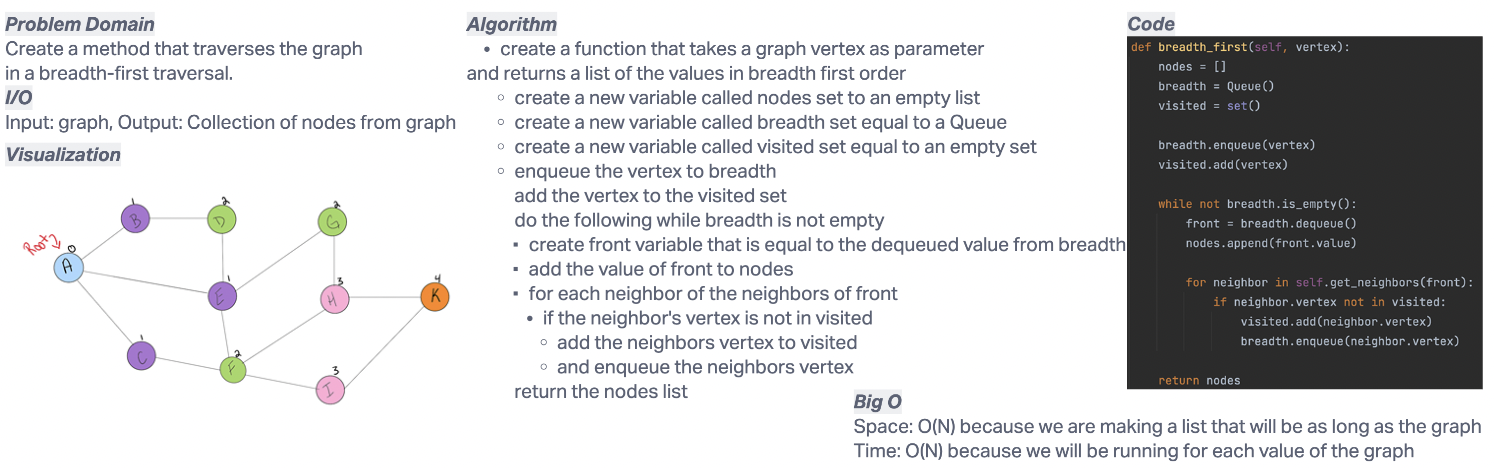 Problem Domain
Create a method that traverses the graph
in a breadth-first traversal.
I/O
Input: graph, Output: Collection of nodes from graph
Visualization
1
B
2
D
2
G
Root
0
A
1
E
3
H
4
K
1
C
2
F
3
I
Algorithm
• create a function that takes a graph vertex as parameter
and returns a list of the values in breadth first order
◦ create a new variable called nodes set to an empty list
◦ create a new variable called breadth set equal to a Queue
◦ create a new variable called visited set equal to an empty set
◦ enqueue the vertex to breadth
add the vertex to the visited set
do the following while breadth is not empty
▪ create front variable that is equal to the dequeued value from breadth
▪ add the value of front to nodes
▪ for each neighbor of the neighbors of front
• if the neighbor's vertex is not in visited
◦ add the neighbors vertex to visited
◦ and enqueue the neighbors vertex
return the nodes list
Code
def breadth_first(self, vertex):
nodes = []
breadth = Queue()
visited = set()
breadth.enqueue(vertex)
visited.add(vertex)
while not breadth.is_empty():
front = breadth.dequeue()
nodes.append(front.value)
for neighbor in self.get_neighbors(front):
if neighbor.vertex not in visited:
visited.add(neighbor.vertex)
breadth.enqueue(neighbor.vertex)
return nodes
Big O
Space: O(N) because we are making a list that will be as long as the graph
Time: O(N) because we will be running for each value of the graph